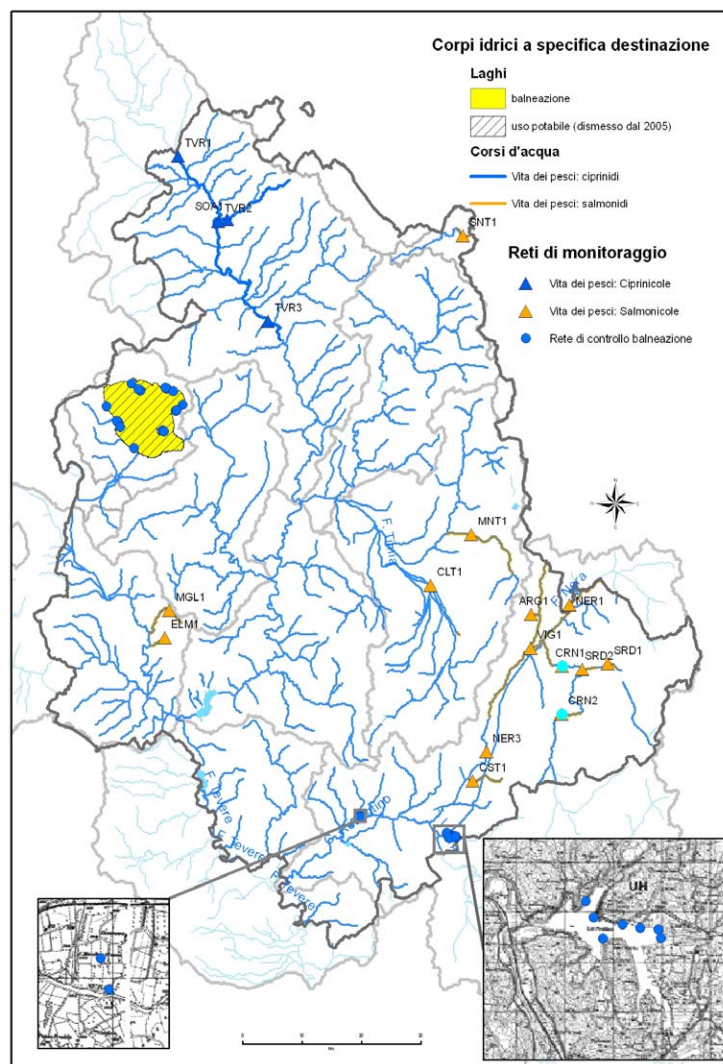 Corpi idrici a specifica destinazione
Laghi
balneazione
uso potabile (dismesso dal 2005)
Corsi d'acqua
Vita dei pesci: ciprinidi
Vita dei pesci: salmonidi
Reti di monitoraggio
Vita dei pesci: Ciprinicole
Vita dei pesci: Salmonicole
Rete di controllo balneazione
TVR1
SOA1
TVR2
SNT1
TVR3
MNT1
CLT1
MGL1
ELM1
ARG1
F. Nera
NER1
VIG1
CRN1
SRD2
SRD1
CRN2
NER3
CST1
F. Tevere
F. Tevere
F. Tevere
UH